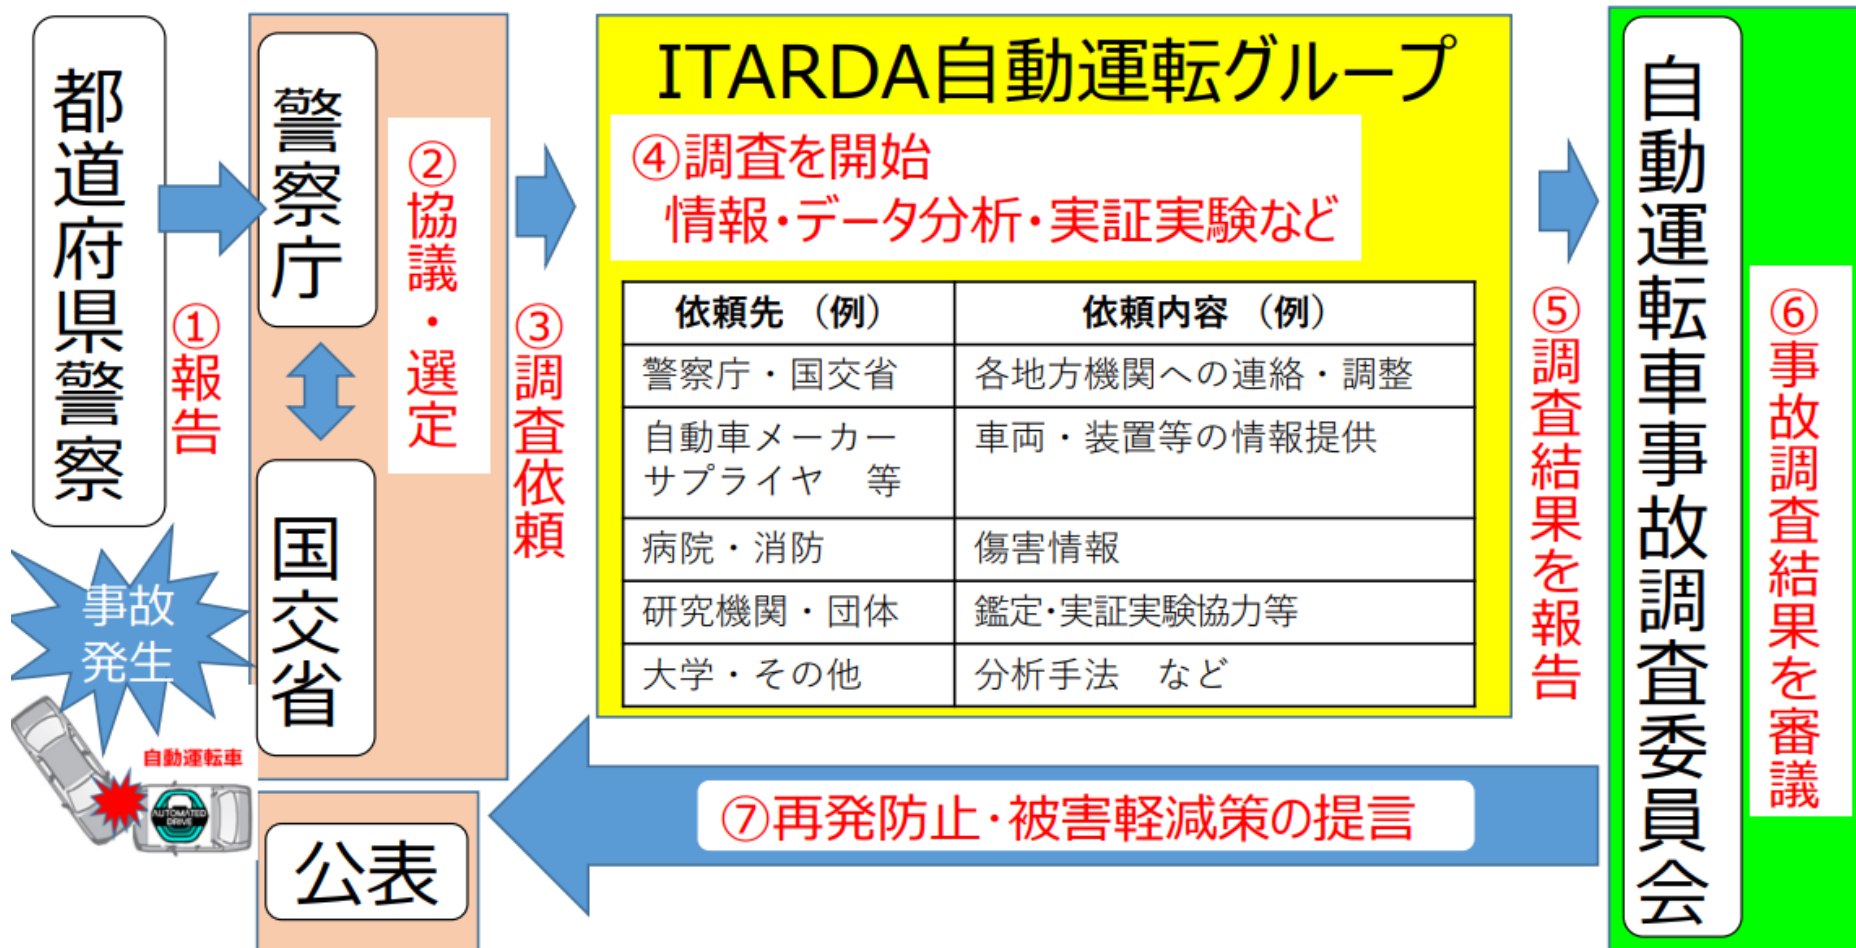 都道府県警察
①報告
警察庁
②協議・選定
国交省
③調査依頼
事故
発生
自動運転車
AUTOMATED
DRIVE
ITARDA自動運転グループ
④調査を開始
情報・データ分析・実証実験など
依頼先 （例） 依頼内容 （例）
警察庁・国交省 各地方機関への連絡・調整
自動車メーカー 車両・装置等の情報提供
サプライヤ　等
病院・消防 傷害情報
研究機関・団体 鑑定・実証実験協力等
大学・その他 分析手法　など
⑤調査結果を報告
自動運転車事故調査委員会
⑥事故調査結果を審議
⑦再発防止・被害軽減策の提言
公表